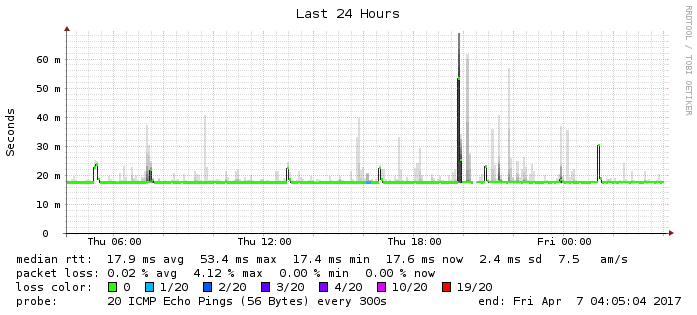 Last 24 Hours
RRDTOOL / TOBI OETIKER
Seconds
60 m
50 m
40 m
30 m
20 m
10 m
0
Thu 06:00 Thu 12:00 Thu 18:00 Fri 00:00
median rtt: 17.9 ms avg 53.4 ms max 17.4 ms min 17.6 ms now 2.4 ms sd 7.5 am/s
packet loss: 0.02 % avg 4.12 % max 0.00 % min 0.00 % now
loss color: 0 1/20 2/20 3/20 4/20 10/20 19/20
probe: 20 ICMP Echo Pings (56 Bytes) every 300s end: Fri Apr 7 04:05:04 2017